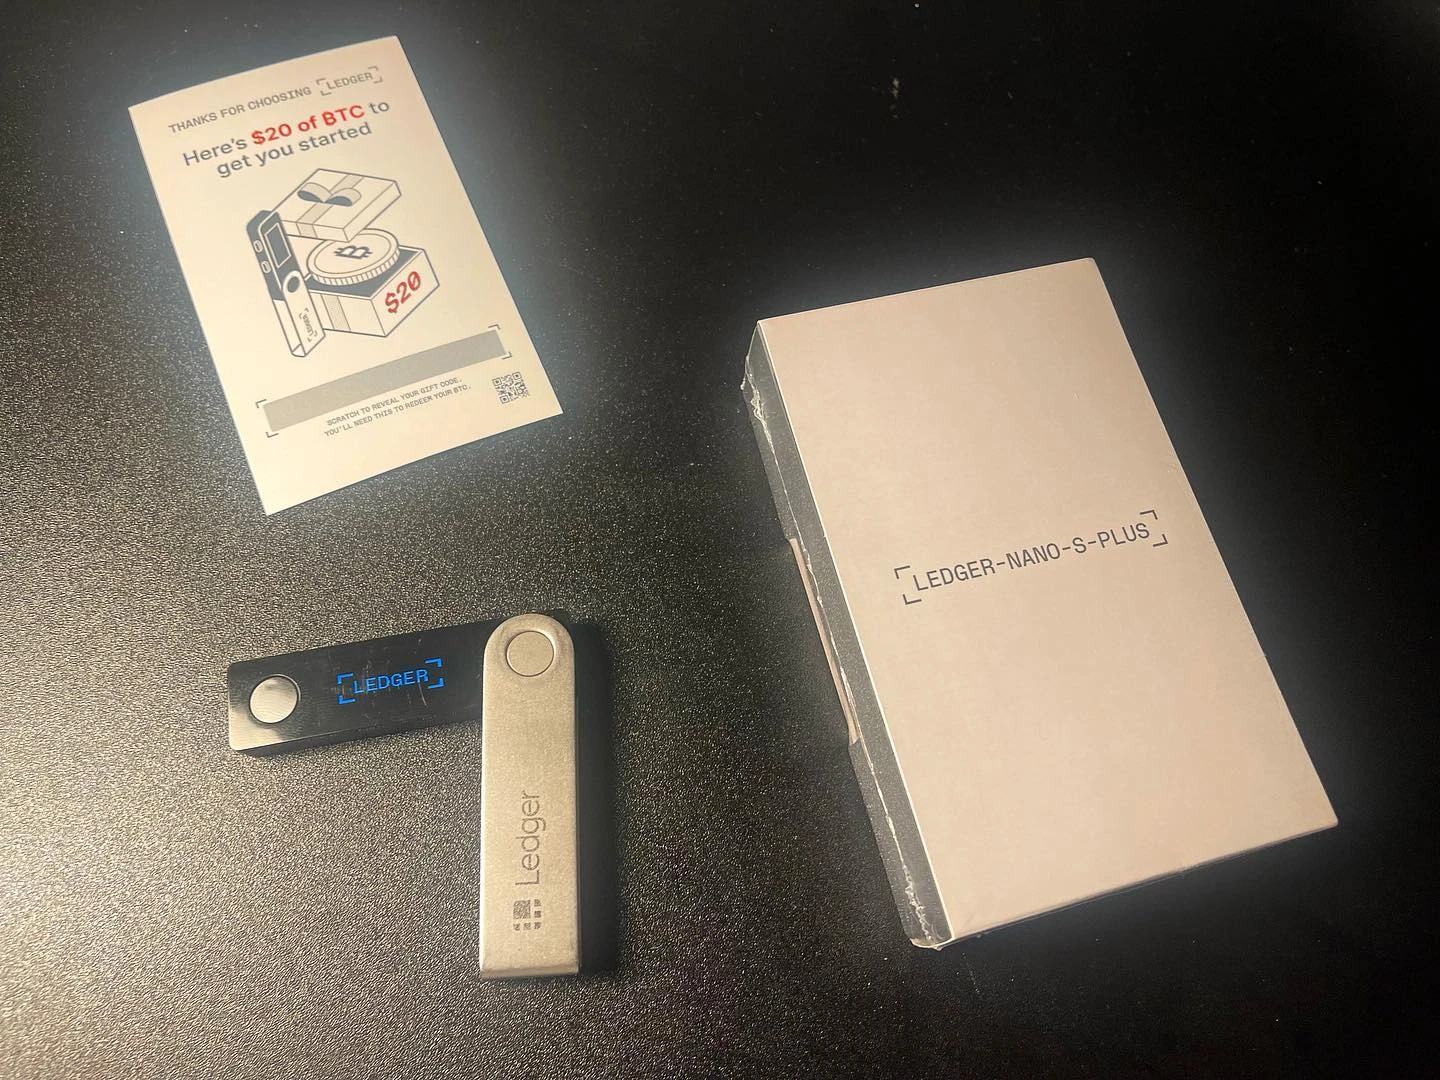 THANKS FOR CHOOSING LEDGER
Here's $20 of BTC to
get you started
$20
SCRATCH TO REVEAL YOUR GIFT CODE.
YOU'LL NEED THIS TO REDEEM YOUR BTC.
LEDGER-NANO-S-PLUS
LEDGER
Ledger